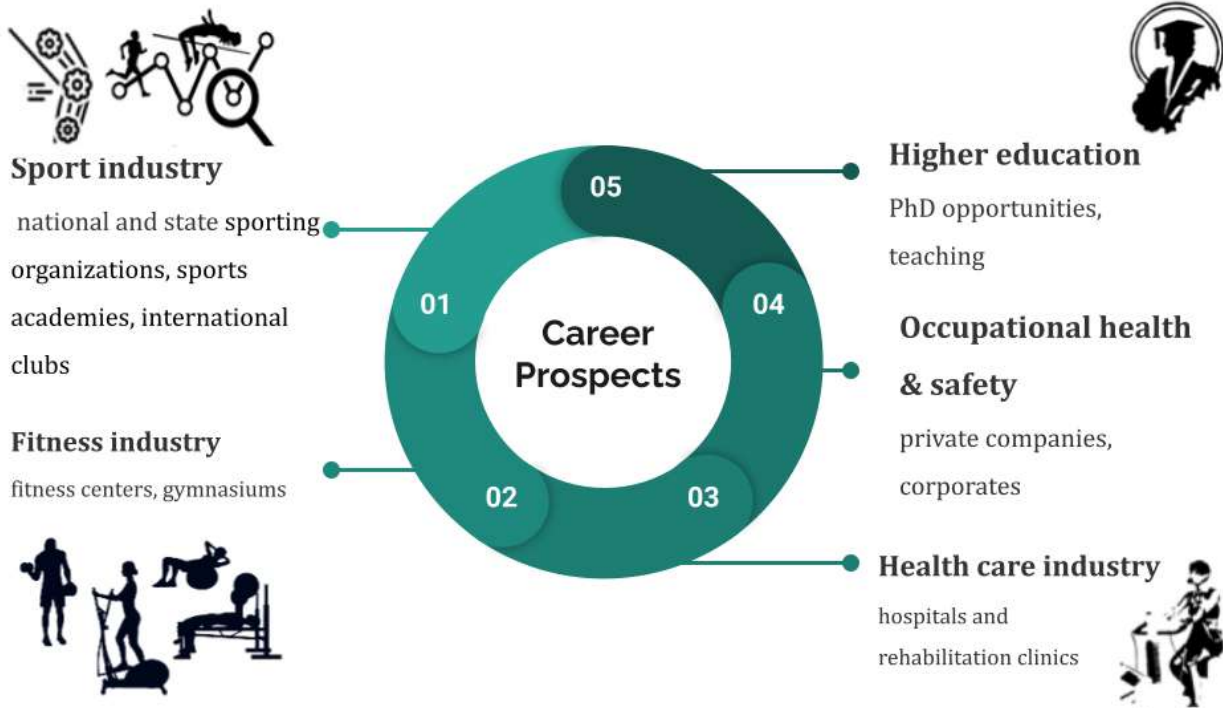 Sport industry
national and state sporting
organizations, sports
academies, international
clubs
Fitness industry
fitness centers, gymnasiums
01
02
03
04
05
Career
Prospects
Higher education
PhD opportunities,
teaching
Occupational health
& safety
private companies,
corporates
Health care industry
hospitals and
rehabilitation clinics